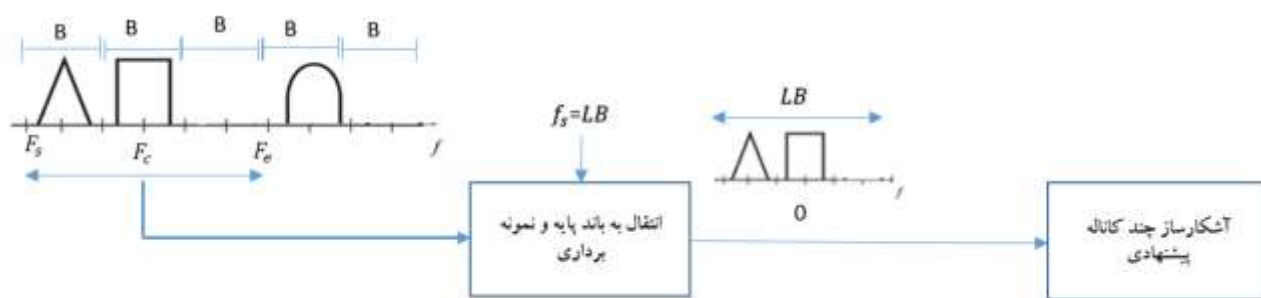 B B B B B
F_s F_c F_e f
f_s=LB
انتقال به باند پایه و نمونه
برداری
LB
f
0
آشکارساز چند کاناله
پیشنهادی